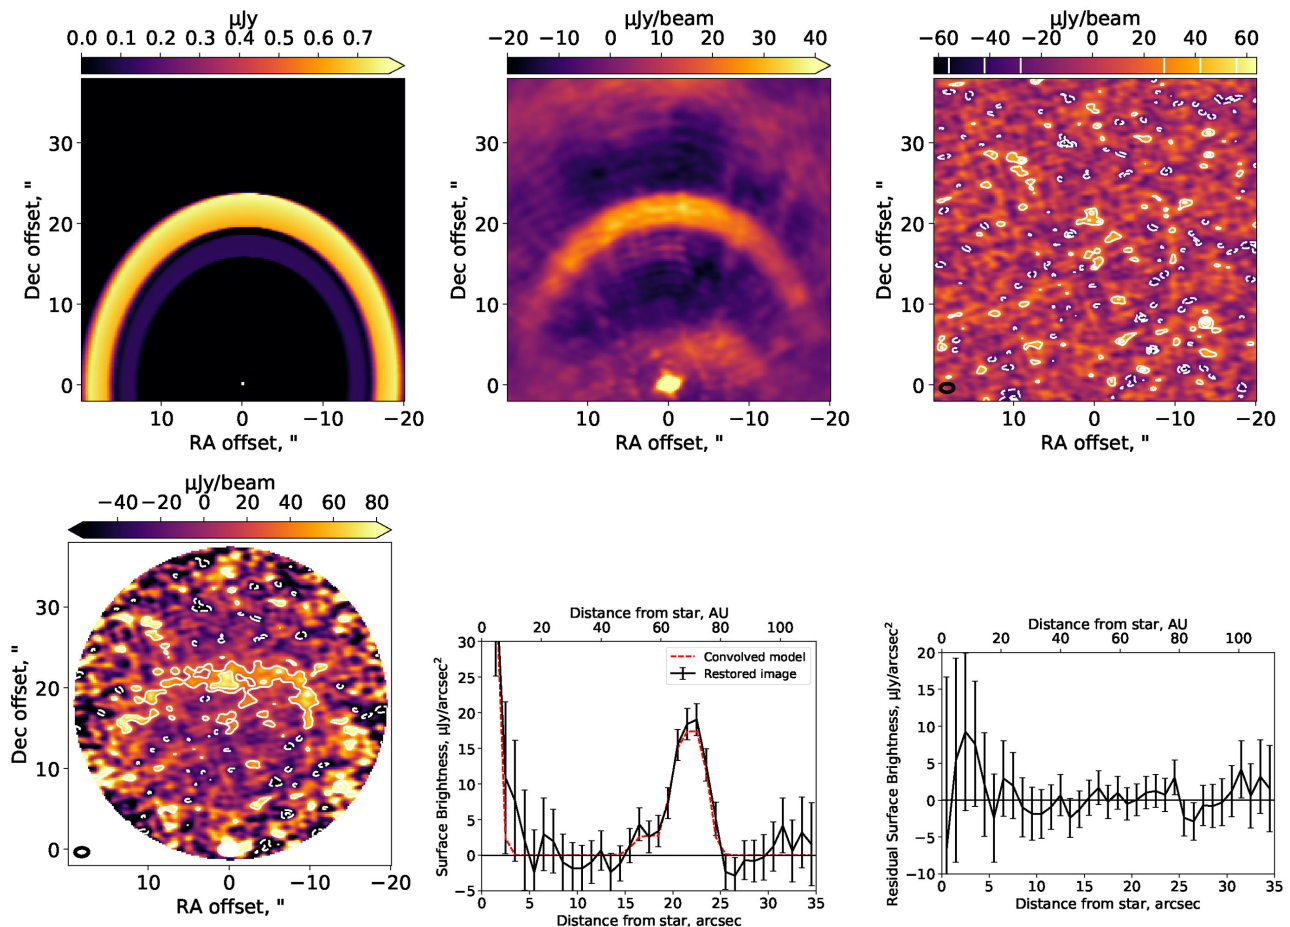 μJy
0.0 0.1 0.2 0.3 0.4 0.5 0.6 0.7
Dec offset, "
30
20
10
0
10 0 −10 −20
RA offset, "
μJy/beam
−20 −10 0 10 20 30 40
Dec offset, "
30
20
10
0
10 0 −10 −20
RA offset, "
μJy/beam
−60 −40 −20 0 20 40 60
Dec offset, "
30
20
10
0
10 0 −10 −20
RA offset, "
μJy/beam
−40 −20 0 20 40 60 80
Dec offset, "
30
20
10
0
10 0 −10 −20
RA offset, "
Distance from star, AU
0 20 40 60 80 100
Surface Brightness, μJy/arcsec²
30
25
20
15
10
5
0
−5
Convolved model
Restored image
0 5 10 15 20 25 30 35
Distance from star, arcsec
Distance from star, AU
0 20 40 60 80 100
Residual Surface Brightness, μJy/arcsec²
20
15
10
5
0
−5
−10
0 5 10 15 20 25 30 35
Distance from star, arcsec